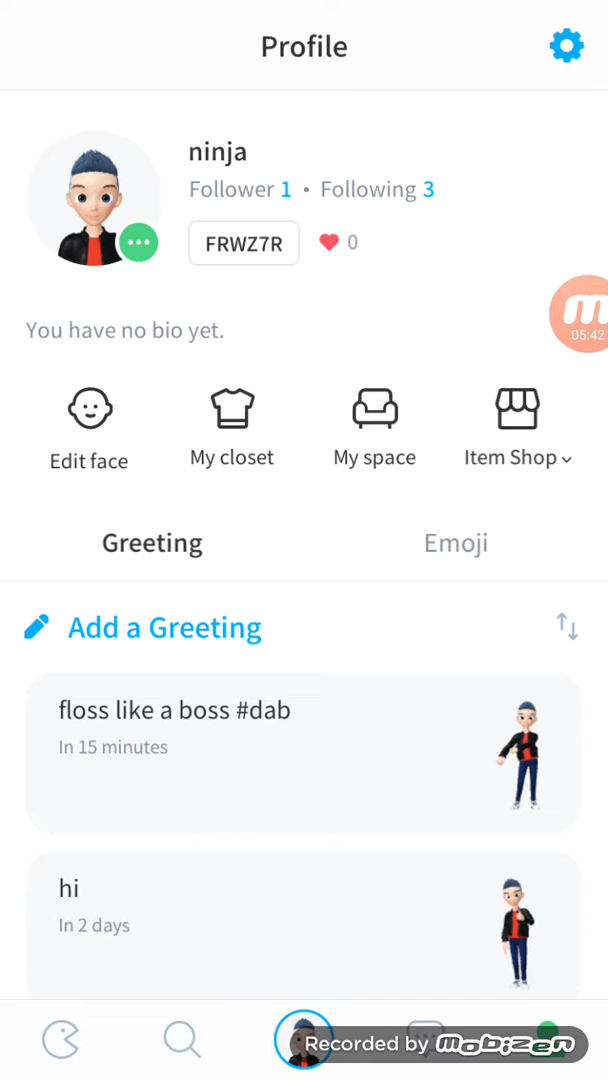 Profile
ninja
Follower 1 • Following 3
FRWZ7R
0
05:42
You have no bio yet.
Edit face
My closet
My space
Item Shop
Greeting
Emoji
Add a Greeting
floss like a boss #dab
In 15 minutes
hi
In 2 days
Recorded by mobizen